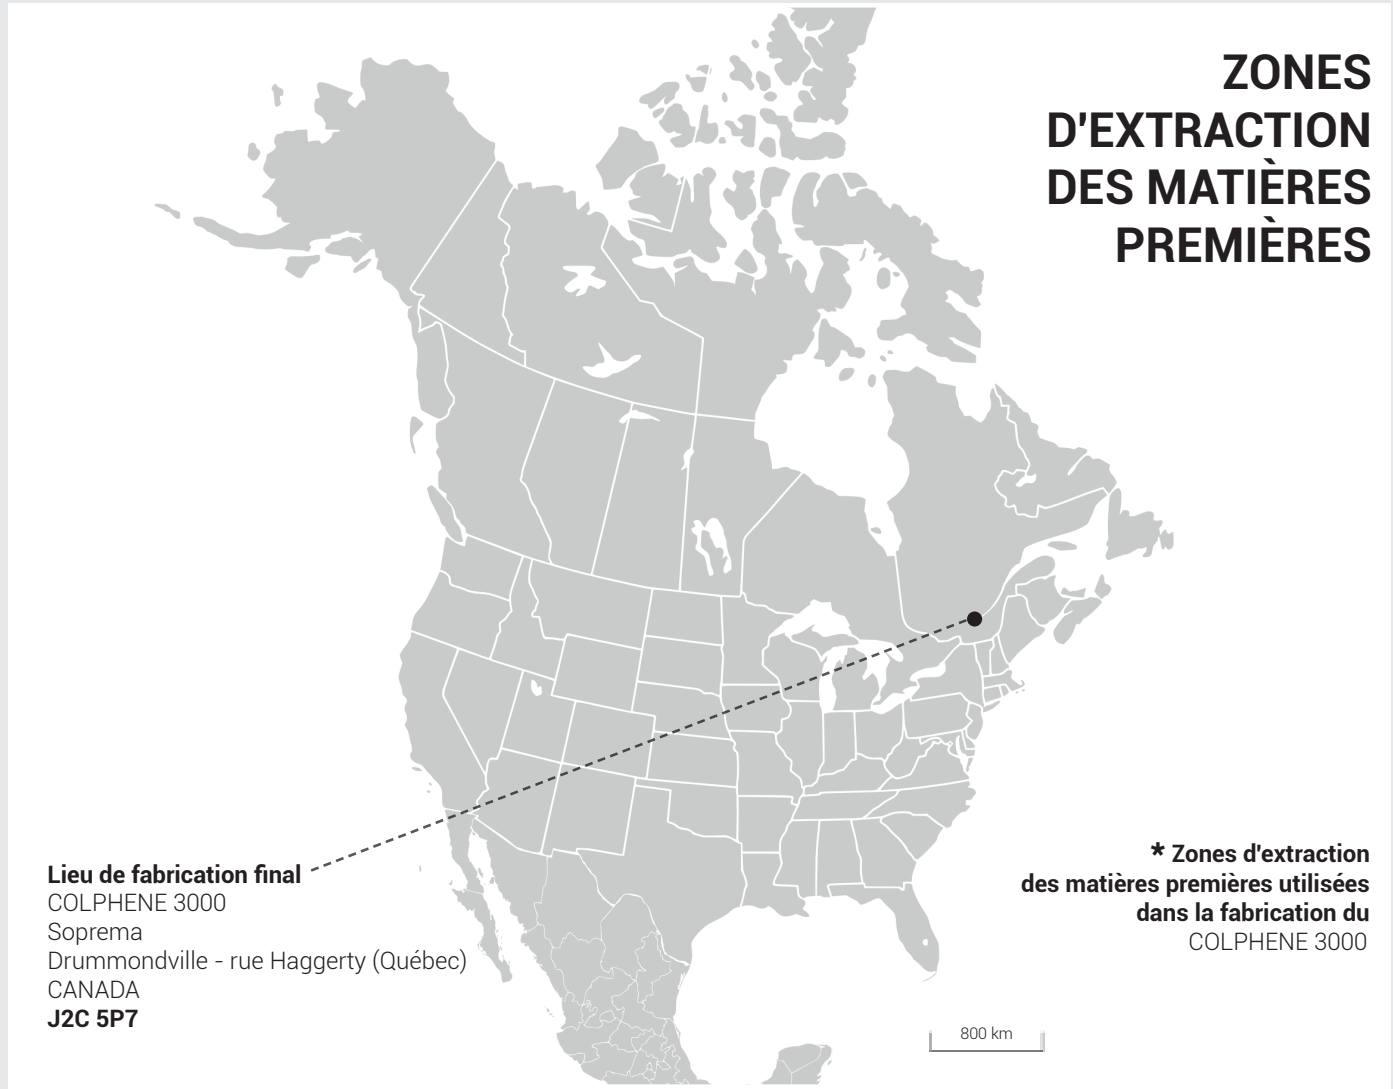 ZONES
D'EXTRACTION
DES MATIÈRES
PREMIÈRES
Lieu de fabrication final
COLPHENE 3000
Soprema
Drummondville - rue Haggerty (Québec)
CANADA
J2C 5P7
* Zones d'extraction
des matières premières utilisées
dans la fabrication du
COLPHENE 3000
800 km